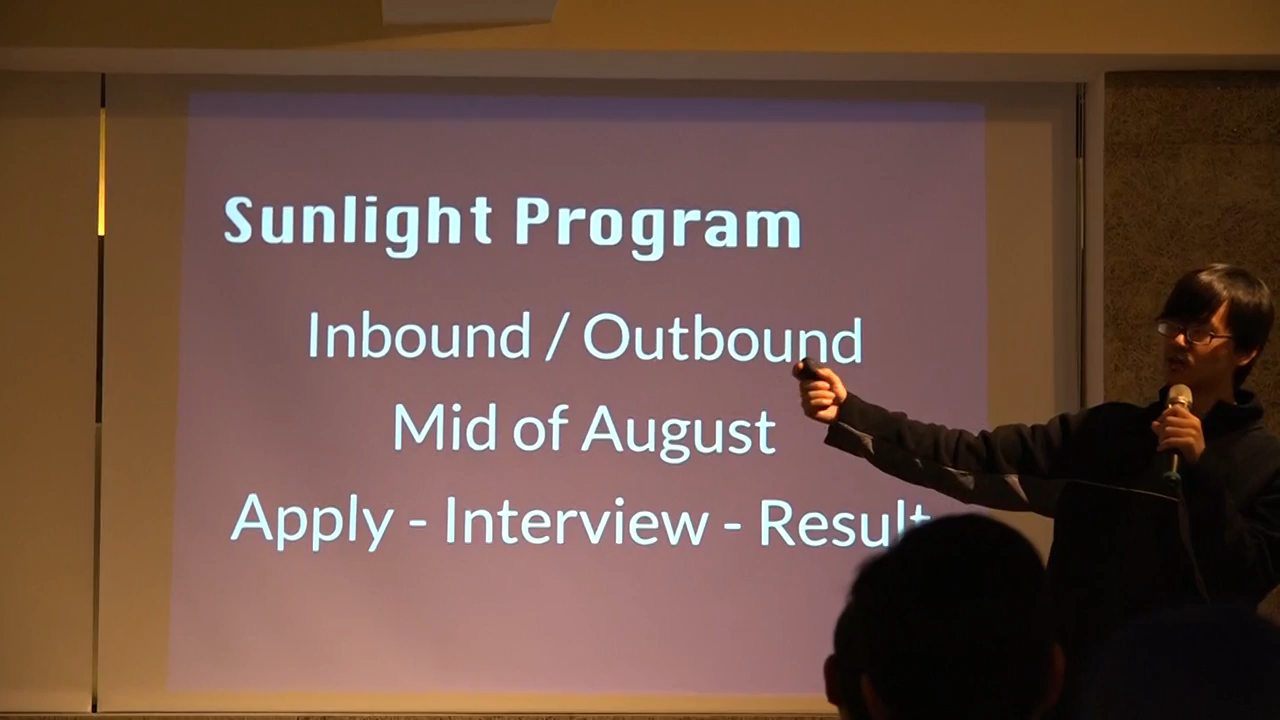 Sunlight Program
Inbound / Outbound
Mid of August
Apply - Interview - Result